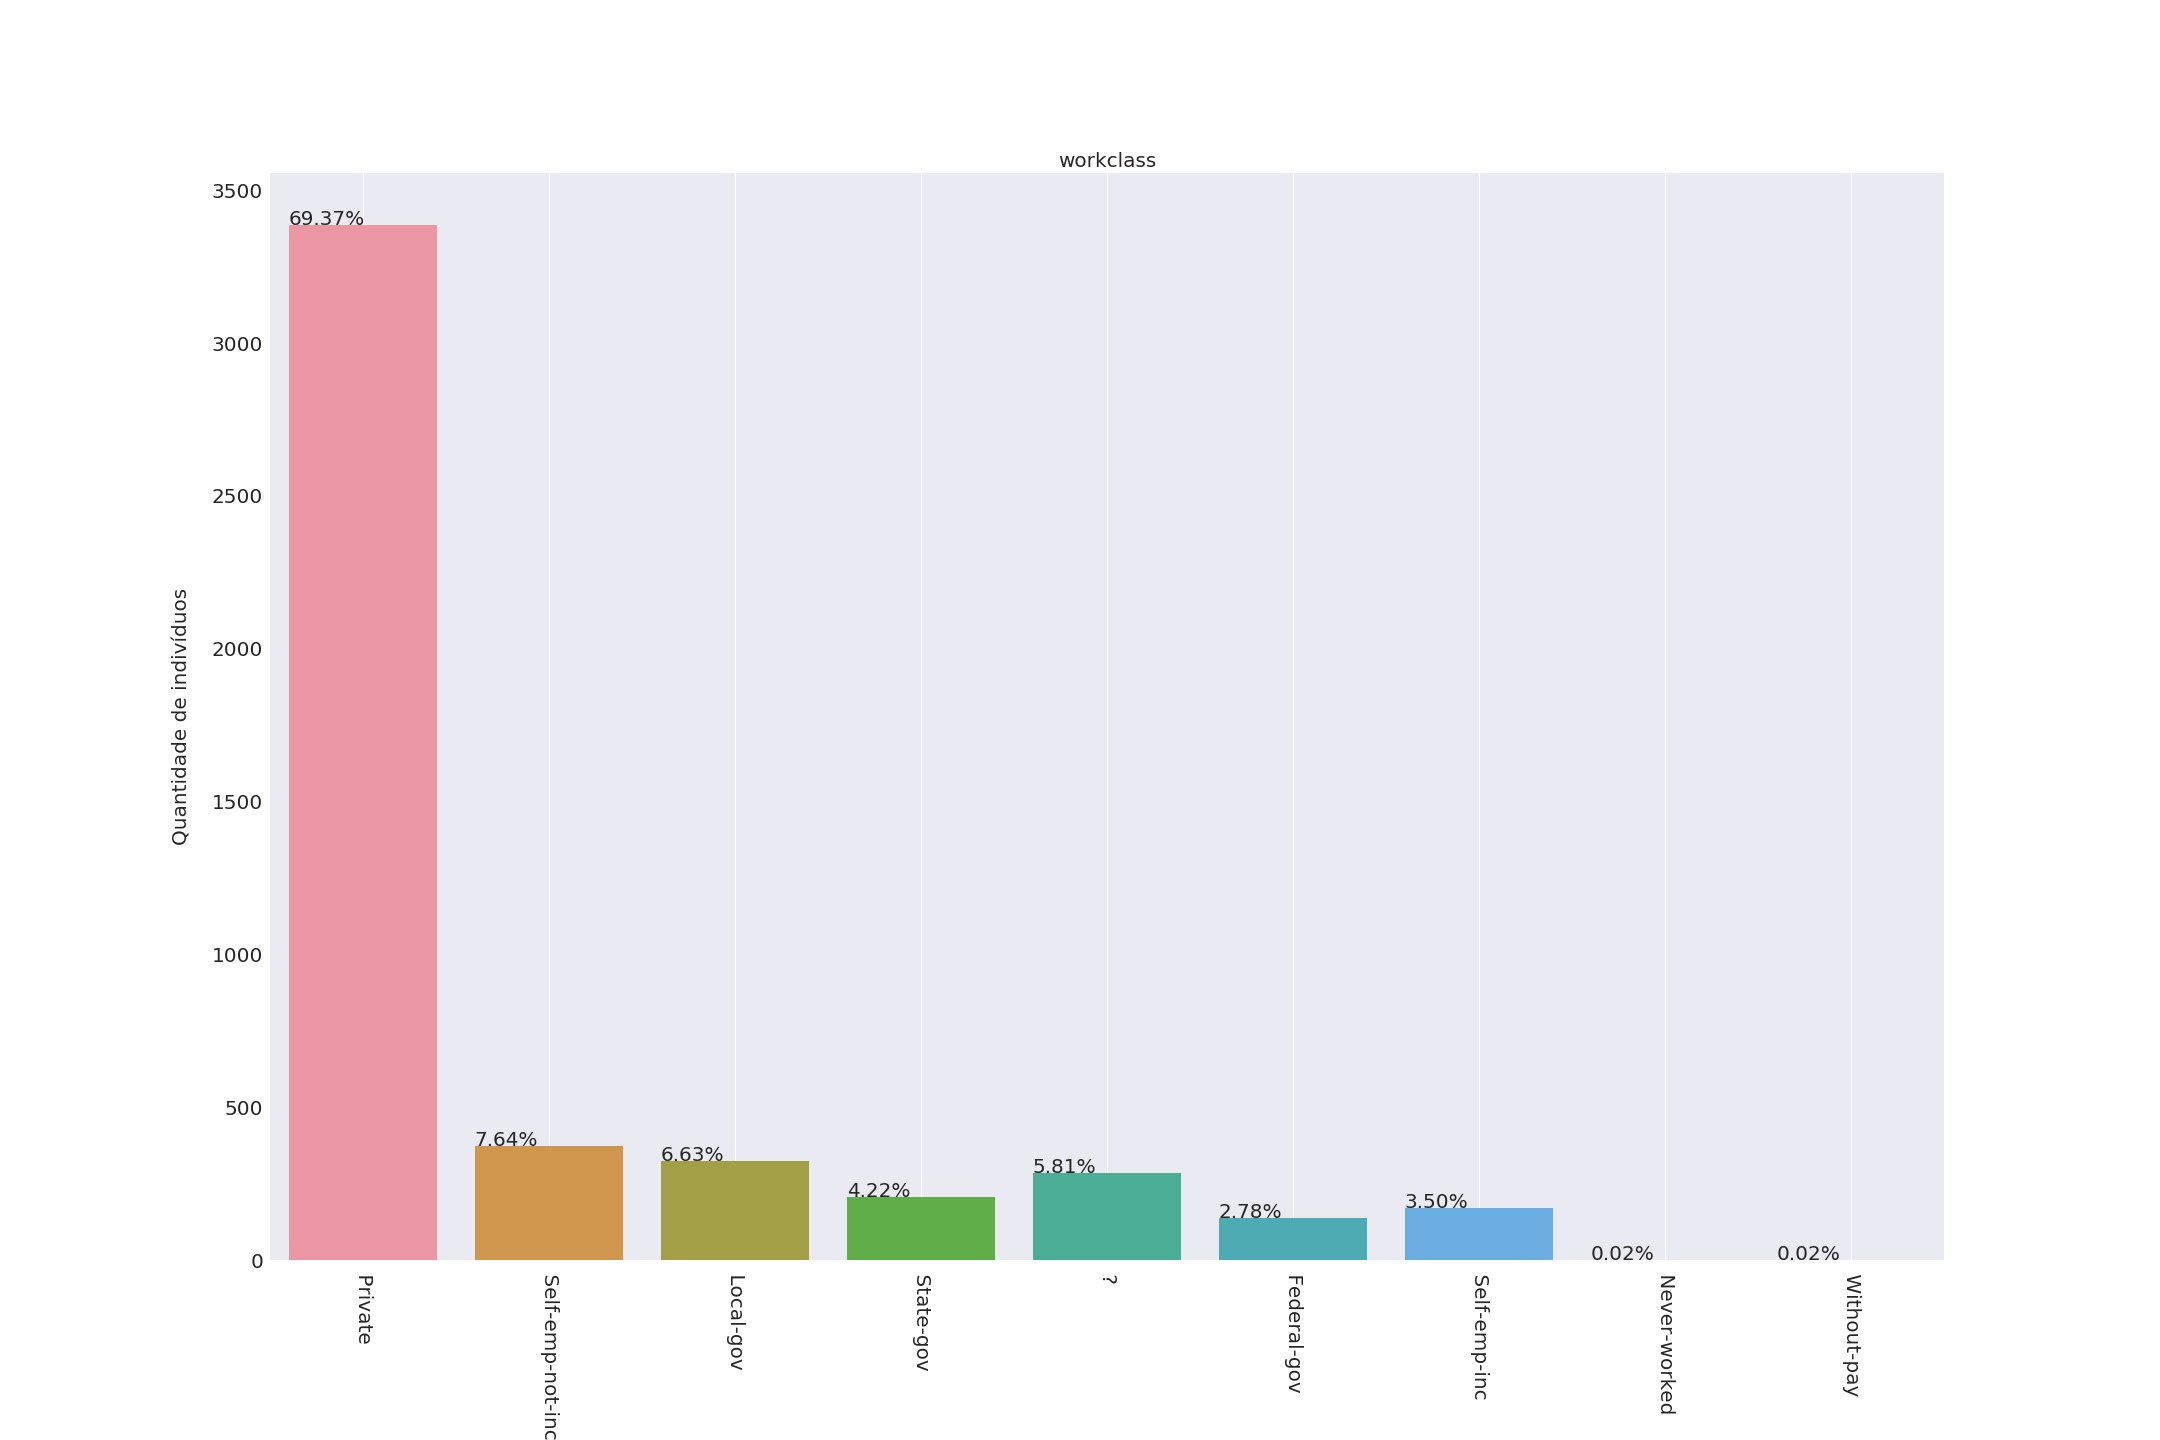 workclass
3500
3000
2500
2000
1500
1000
500
0
Quantidade de indivíduos
69.37%
7.64%
6.63%
4.22%
5.81%
2.78%
3.50%
0.02%
0.02%
Private
Self-emp-not-inc
Local-gov
State-gov
?
Federal-gov
Self-emp-inc
Never-worked
Without-pay